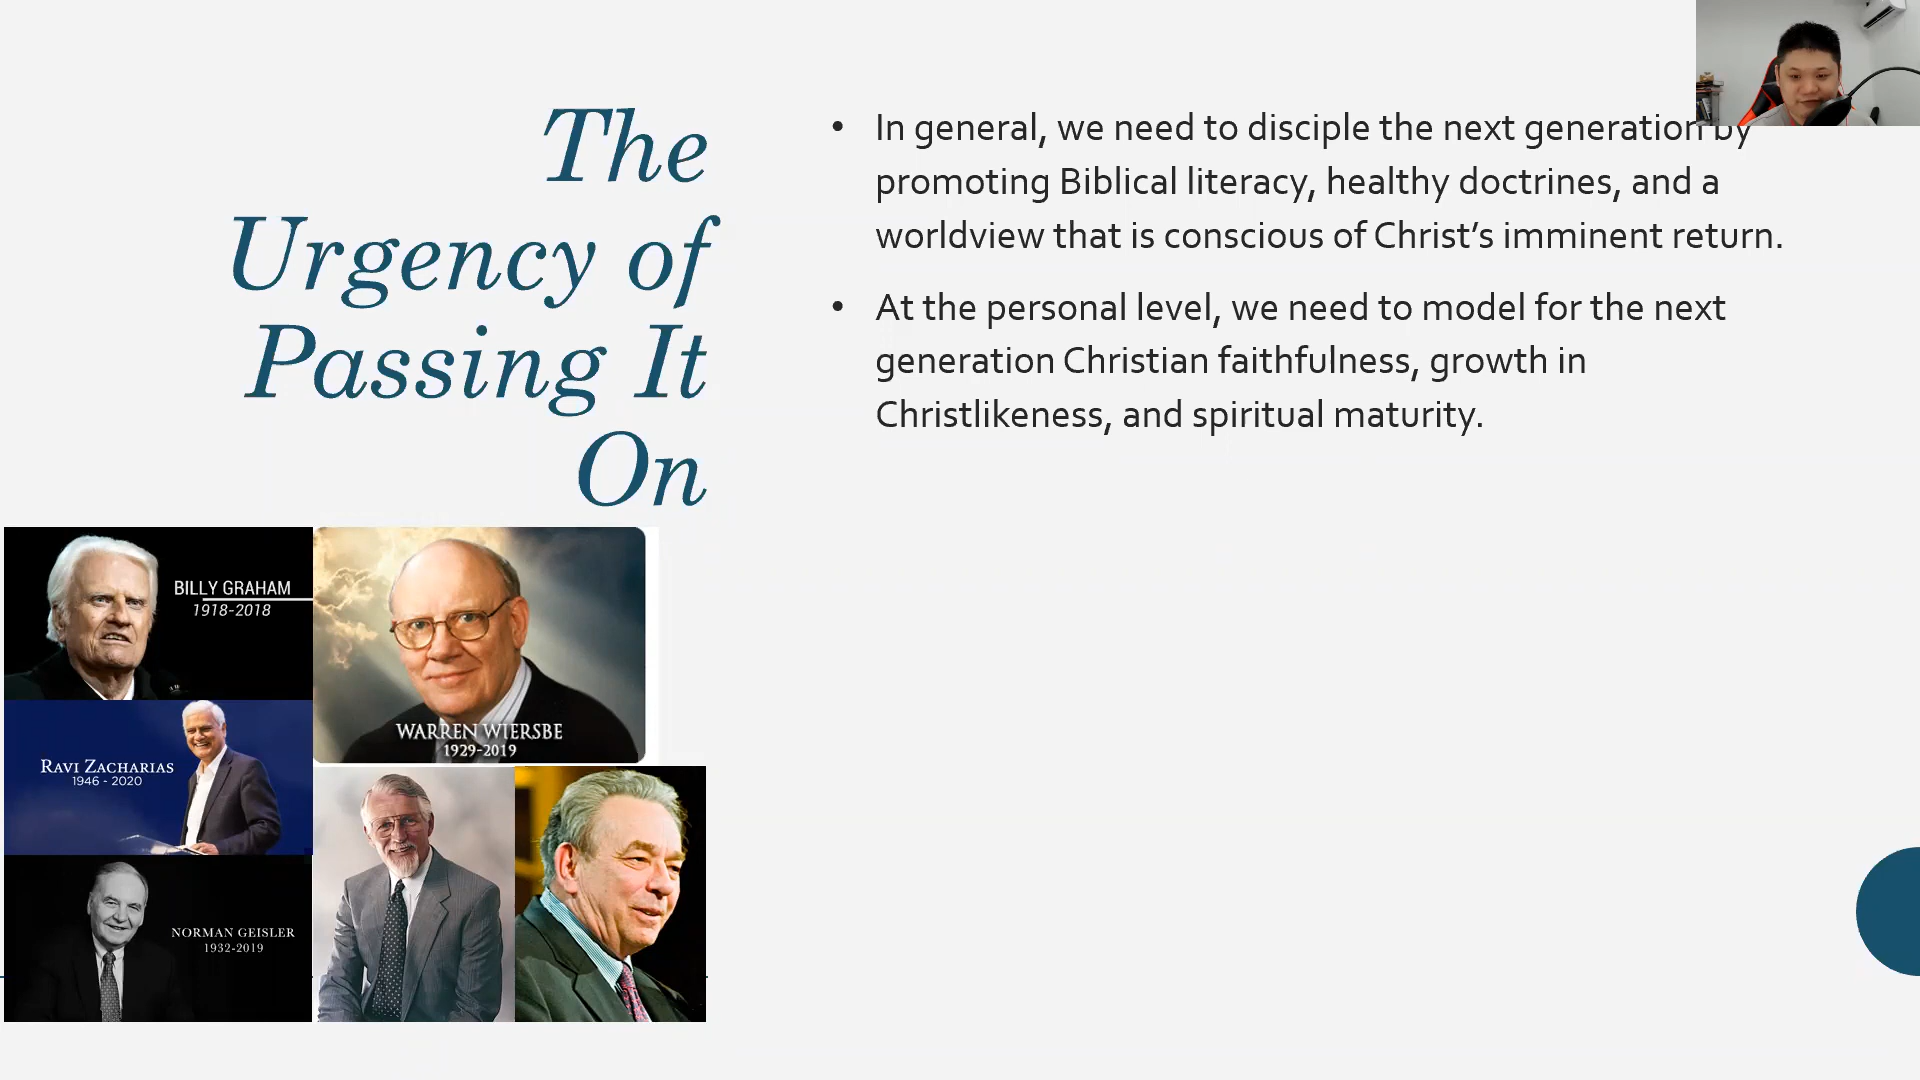 The
Urgency of
Passing It
On
• In general, we need to disciple the next generation by
promoting Biblical literacy, healthy doctrines, and a
worldview that is conscious of Christ’s imminent return.
• At the personal level, we need to model for the next
generation Christian faithfulness, growth in
Christlikeness, and spiritual maturity.
BILLY GRAHAM
1918-2018
WARREN WIERSBE
1929-2019
RAVI ZACHARIAS
1946 - 2020
NORMAN GEISLER
1932-2019